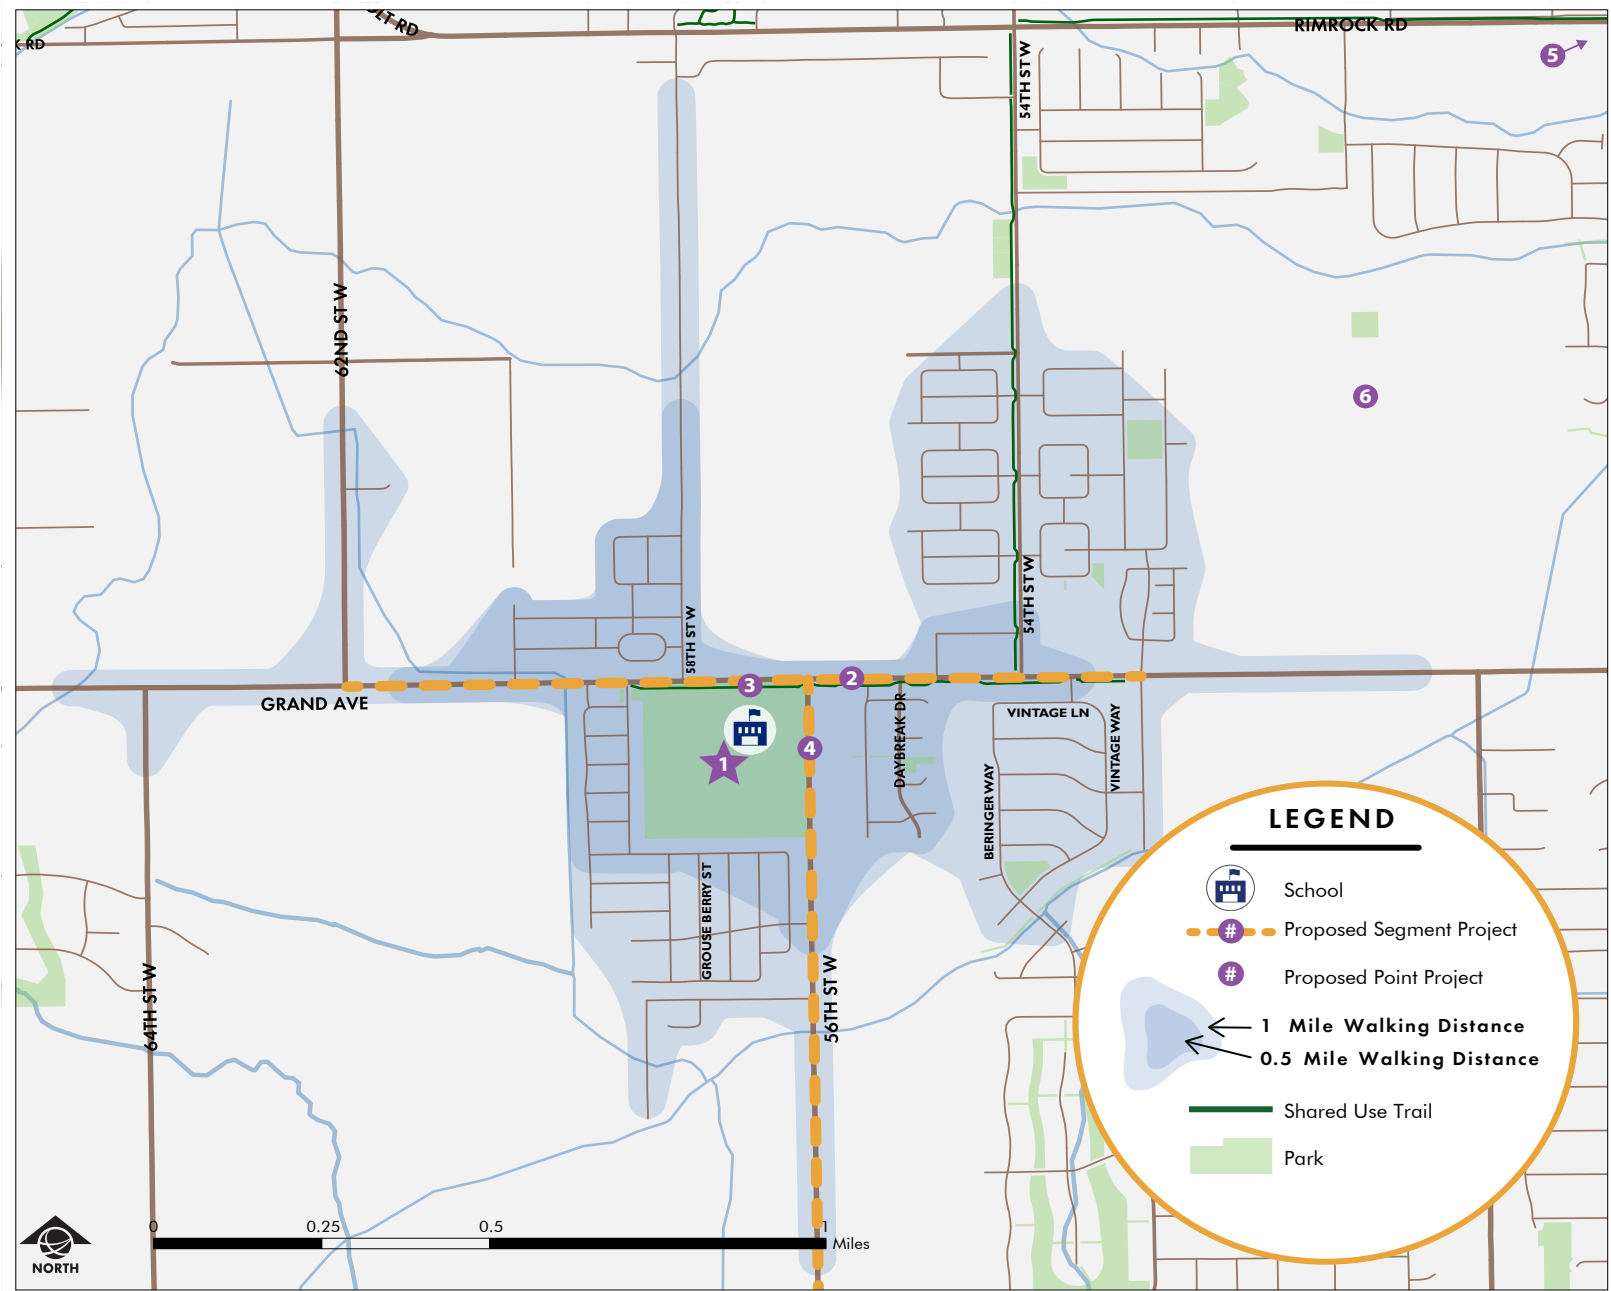 OLT RD
RIMROCK RD
K RD
5
54TH ST W
62ND ST W
6
58TH ST W
54TH ST W
GRAND AVE
3
2
4
1
DAYBREAK DR
VINTAGE LN
VINTAGE WAY
BERINGER WAY
GROUSE BERRY ST
56TH ST W
64TH ST W
LEGEND
School
# Proposed Segment Project
# Proposed Point Project
1 Mile Walking Distance
0.5 Mile Walking Distance
Shared Use Trail
Park
0 0.25 0.5 1
Miles
NORTH